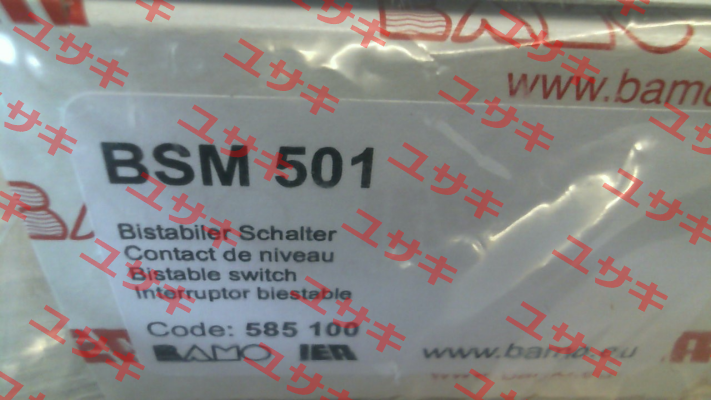 BAMO
www.bamo
BSM 501
Bistabiler Schalter
Contact de niveau
Bistable switch
Interruptor biestable
Code: 585 100
BAMO IER www.bamo.eu
ユサキ